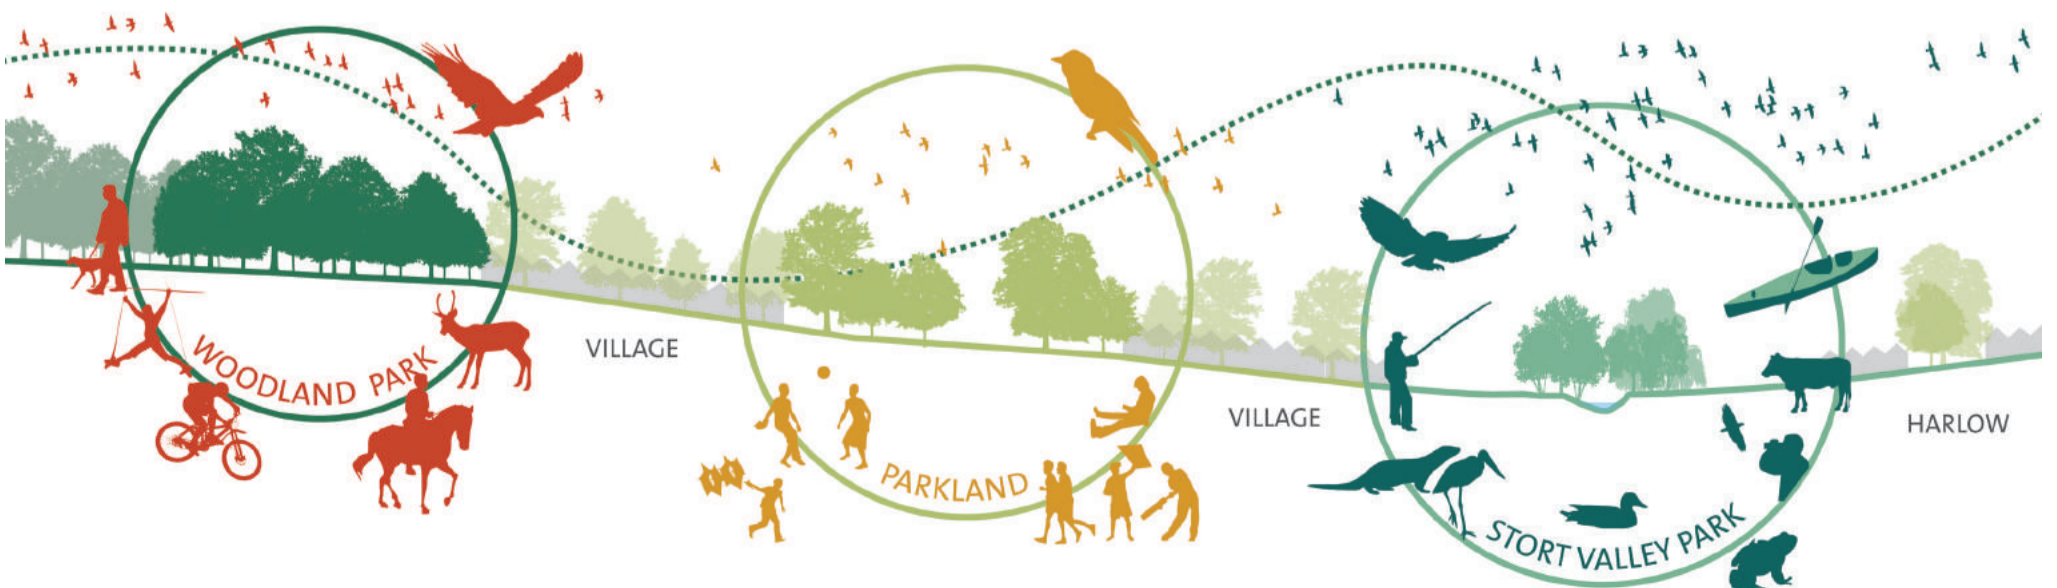 WOODLAND PARK
VILLAGE
PARKLAND
VILLAGE
STORT VALLEY PARK
HARLOW